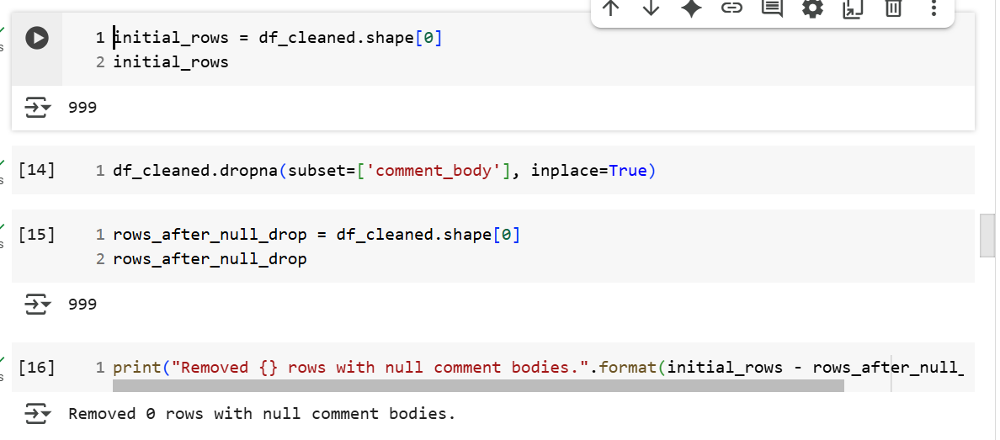 1 initial_rows = df_cleaned.shape[0]
2 initial_rows
999
[14] 1 df_cleaned.dropna(subset=['comment_body'], inplace=True)
[15] 1 rows_after_null_drop = df_cleaned.shape[0]
2 rows_after_null_drop
999
[16] 1 print("Removed {} rows with null comment bodies.".format(initial_rows - rows_after_null_
Removed 0 rows with null comment bodies.